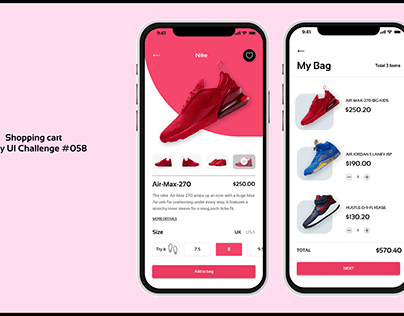 Shopping cart
y UI Challenge #058
9:41
Nike
Air-Max-270
$250.00
The nike Air Max 270 amps up an icon with a huge Max
Air unit for cushioning under every step. It features a
stretchy inner sleeve for a snug,sock-like fit.
MORE DETAILS
Size
UK
USA
Try
7.5
8
9.5
Add to bag
9:41
My Bag
Total 3 items
AIR-MAX-270-BIG-KIDS
$250.20
AIR JORDAN 5 LANEY JSP
$190.00
1
HUSTLE-D-9-FLYEASE
$130.20
1
TOTAL
$570.40
NEXT